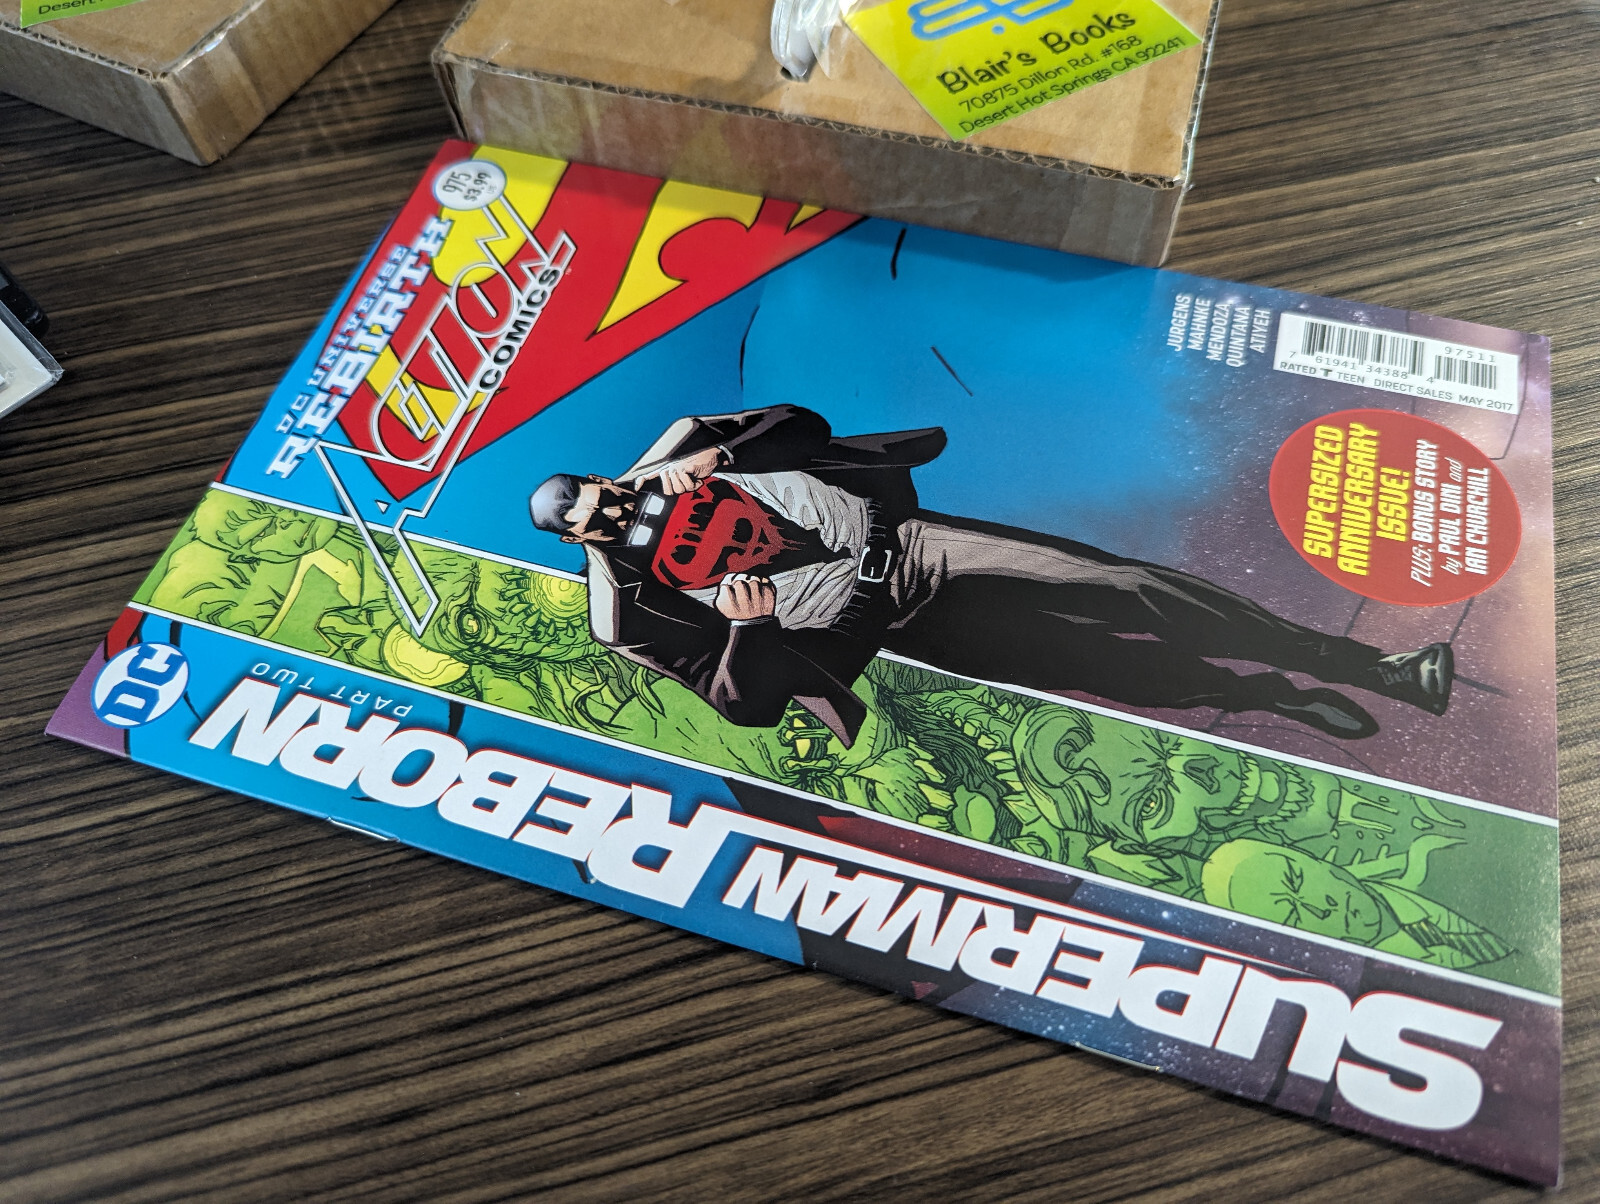 Desert
Blair's Books
70875 Dillon Rd. #168
Desert Hot Springs CA 92241
975
$3.99
US
DC UNIVERSE
REBIRTH
ACTION
COMICS
JURGENS
MAHNKE
MENDOZA
QUINTANA
ATIYEH
97511
7 61941 34388 4
RATED T TEEN DIRECT SALES MAY 2017
SUPERSIZED
ANNIVERSARY
ISSUE!
PLUS: BONUS STORY
by PAUL DINI and
IAN CHURCHILL
DC
SUPERMAN REBORN
PART TWO